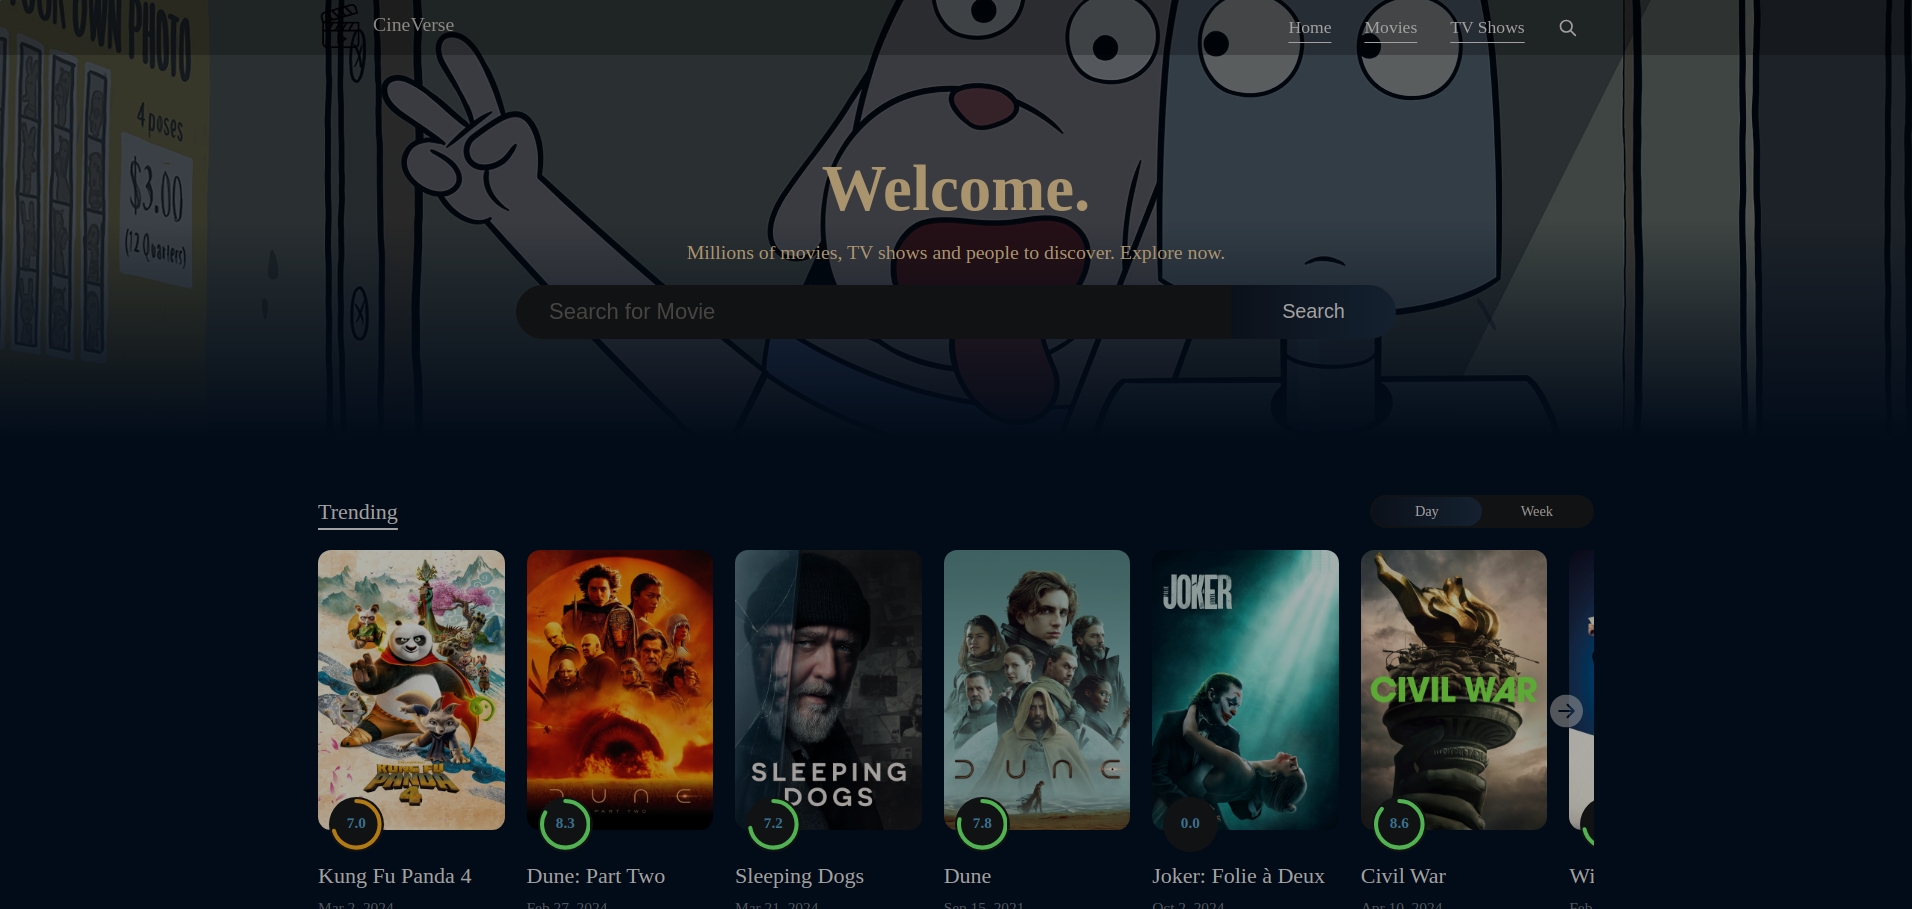 YOUR OWN PHOTO
4 poses
$3.00
(12 Quarters)
CineVerse
Home
Movies
TV Shows
Welcome.
Millions of movies, TV shows and people to discover. Explore now.
Search for Movie
Search
Trending
Day
Week
KUNG FU
PANDA
4
DUNE
PART TWO
SLEEPING
DOGS
DUNE
JOKER
CIVIL WAR
7.0
8.3
7.2
7.8
0.0
8.6
Kung Fu Panda 4
Dune: Part Two
Sleeping Dogs
Dune
Joker: Folie à Deux
Civil War
Wi
Mar 2, 2024
Feb 27, 2024
Mar 21, 2024
Sep 15, 2021
Oct 2, 2024
Apr 10, 2024
Feb